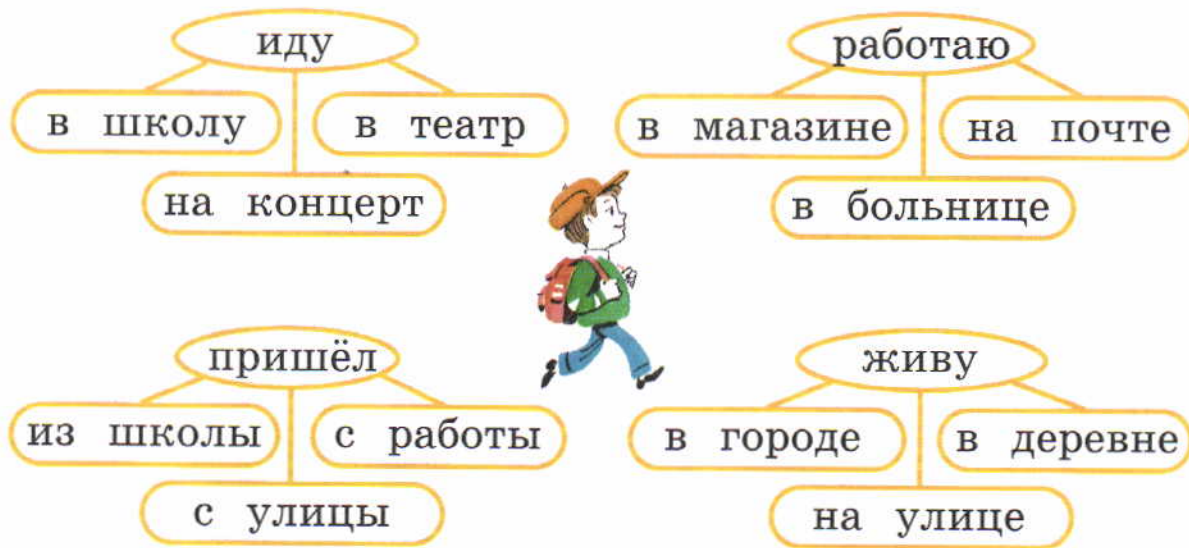 иду
в школу
в театр
на концерт
работаю
в магазине
на почте
в больнице
пришёл
из школы
с работы
с улицы
живу
в городе
в деревне
на улице